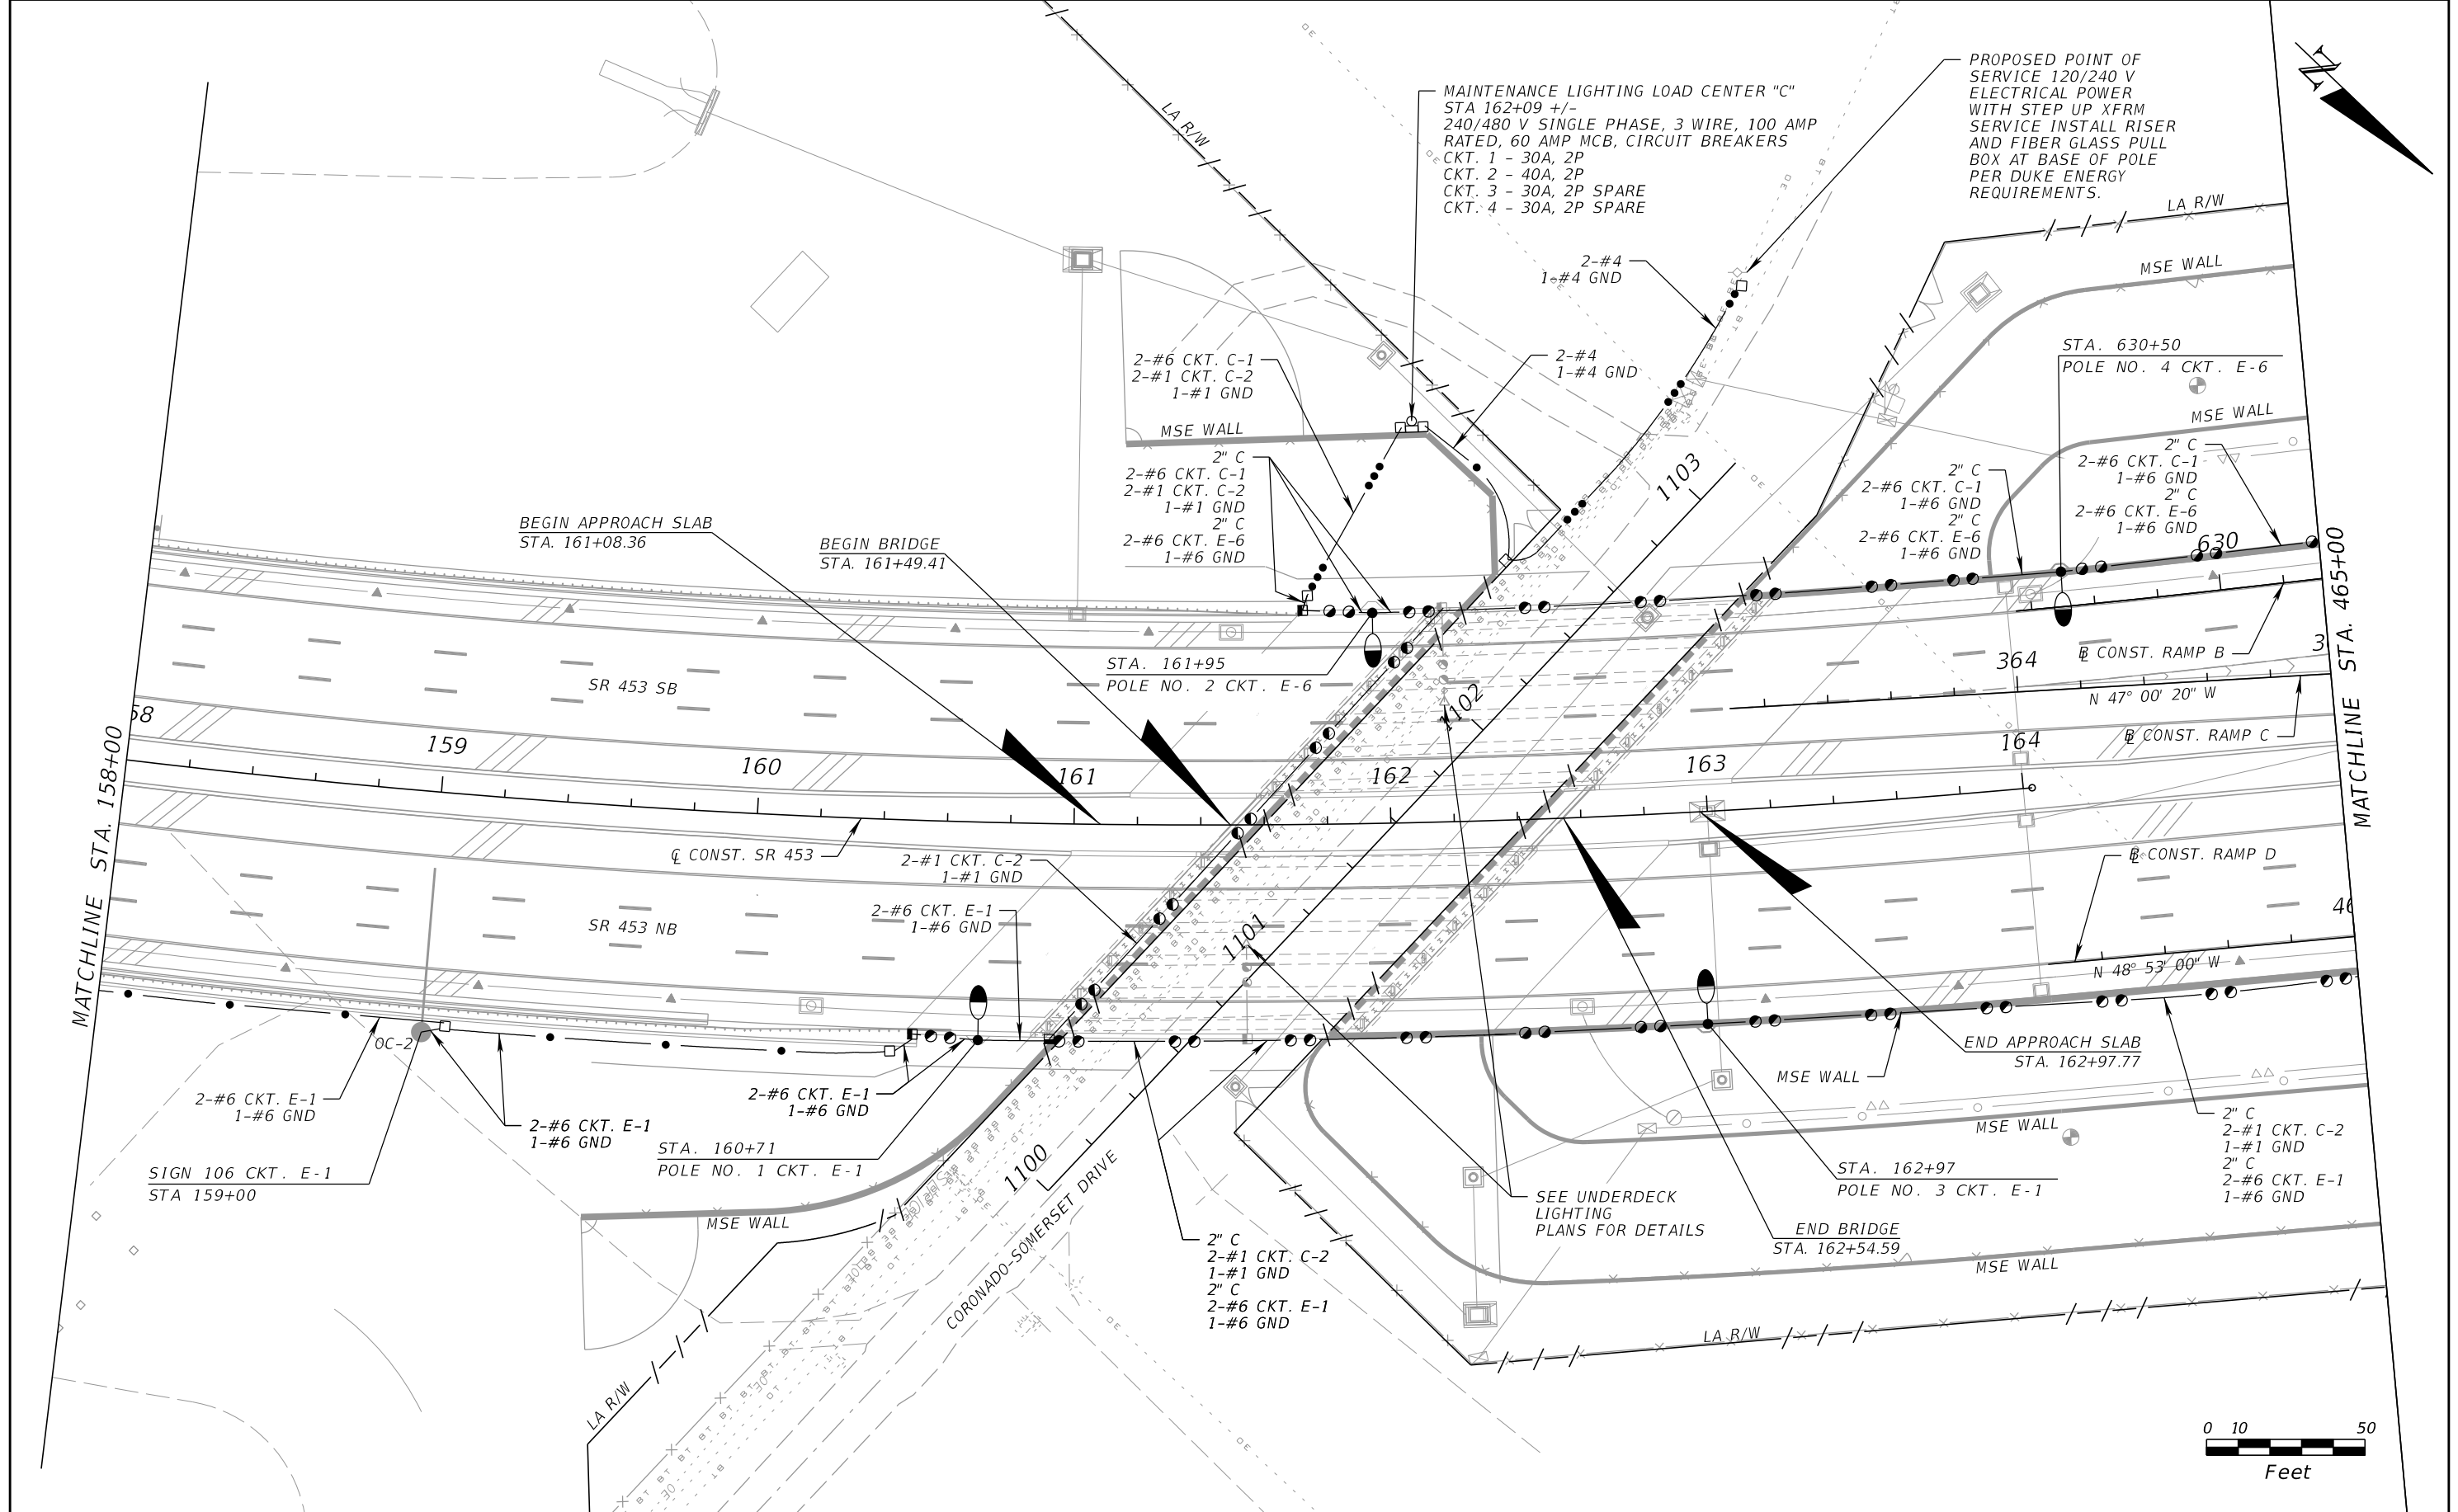 PROPOSED POINT OF
SERVICE 120/240 V
ELECTRICAL POWER
WITH STEP UP XFRM
SERVICE INSTALL RISER
AND FIBER GLASS PULL
BOX AT BASE OF POLE
PER DUKE ENERGY
REQUIREMENTS.
N
MAINTENANCE LIGHTING LOAD CENTER "C"
STA 162+09 +/-
240/480 V SINGLE PHASE, 3 WIRE, 100 AMP
RATED, 60 AMP MCB, CIRCUIT BREAKERS
CKT. 1 - 30A, 2P
CKT. 2 - 40A, 2P
CKT. 3 - 30A, 2P SPARE
CKT. 4 - 30A, 2P SPARE
LA R/W
LA R/W
MSE WALL
2-#4
1-#4 GND
2-#4
1-#4 GND
2-#6 CKT. C-1
2-#1 CKT. C-2
1-#1 GND
MSE WALL
STA. 630+50
POLE NO. 4 CKT. E-6
MSE WALL
2" C
2-#6 CKT. C-1
2-#1 CKT. C-2
1-#1 GND
2" C
2-#6 CKT. E-6
1-#6 GND
1103
2" C
2-#6 CKT. C-1
1-#6 GND
2" C
2-#6 CKT. E-6
1-#6 GND
2" C
2-#6 CKT. C-1
1-#6 GND
2" C
2-#6 CKT. E-6
1-#6 GND
630
BEGIN APPROACH SLAB
STA. 161+08.36
BEGIN BRIDGE
STA. 161+49.41
STA. 161+95
POLE NO. 2 CKT. E-6
SR 453 SB
1102
364
3
B CONST. RAMP B
N 47° 00' 20" W
B CONST. RAMP C
MATCHLINE STA. 465+00
MATCHLINE STA. 158+00
58
159
160
161
162
163
164
C CONST. SR 453
2-#1 CKT. C-2
1-#1 GND
B CONST. RAMP D
2-#6 CKT. E-1
1-#6 GND
SR 453 NB
1101
46
N 48° 53' 00" W
OC-2
2-#6 CKT. E-1
1-#6 GND
2-#6 CKT. E-1
1-#6 GND
2-#6 CKT. E-1
1-#6 GND
SIGN 106 CKT. E-1
STA 159+00
STA. 160+71
POLE NO. 1 CKT. E-1
MSE WALL
1100
CORONADO-SOMERSET DRIVE
2" C
2-#1 CKT. C-2
1-#1 GND
2" C
2-#6 CKT. E-1
1-#6 GND
SEE UNDERDECK
LIGHTING
PLANS FOR DETAILS
END APPROACH SLAB
STA. 162+97.77
MSE WALL
MSE WALL
STA. 162+97
POLE NO. 3 CKT. E-1
END BRIDGE
STA. 162+54.59
MSE WALL
2" C
2-#1 CKT. C-2
1-#1 GND
2" C
2-#6 CKT. E-1
1-#6 GND
LA R/W
LA R/W
0 10 50
Feet